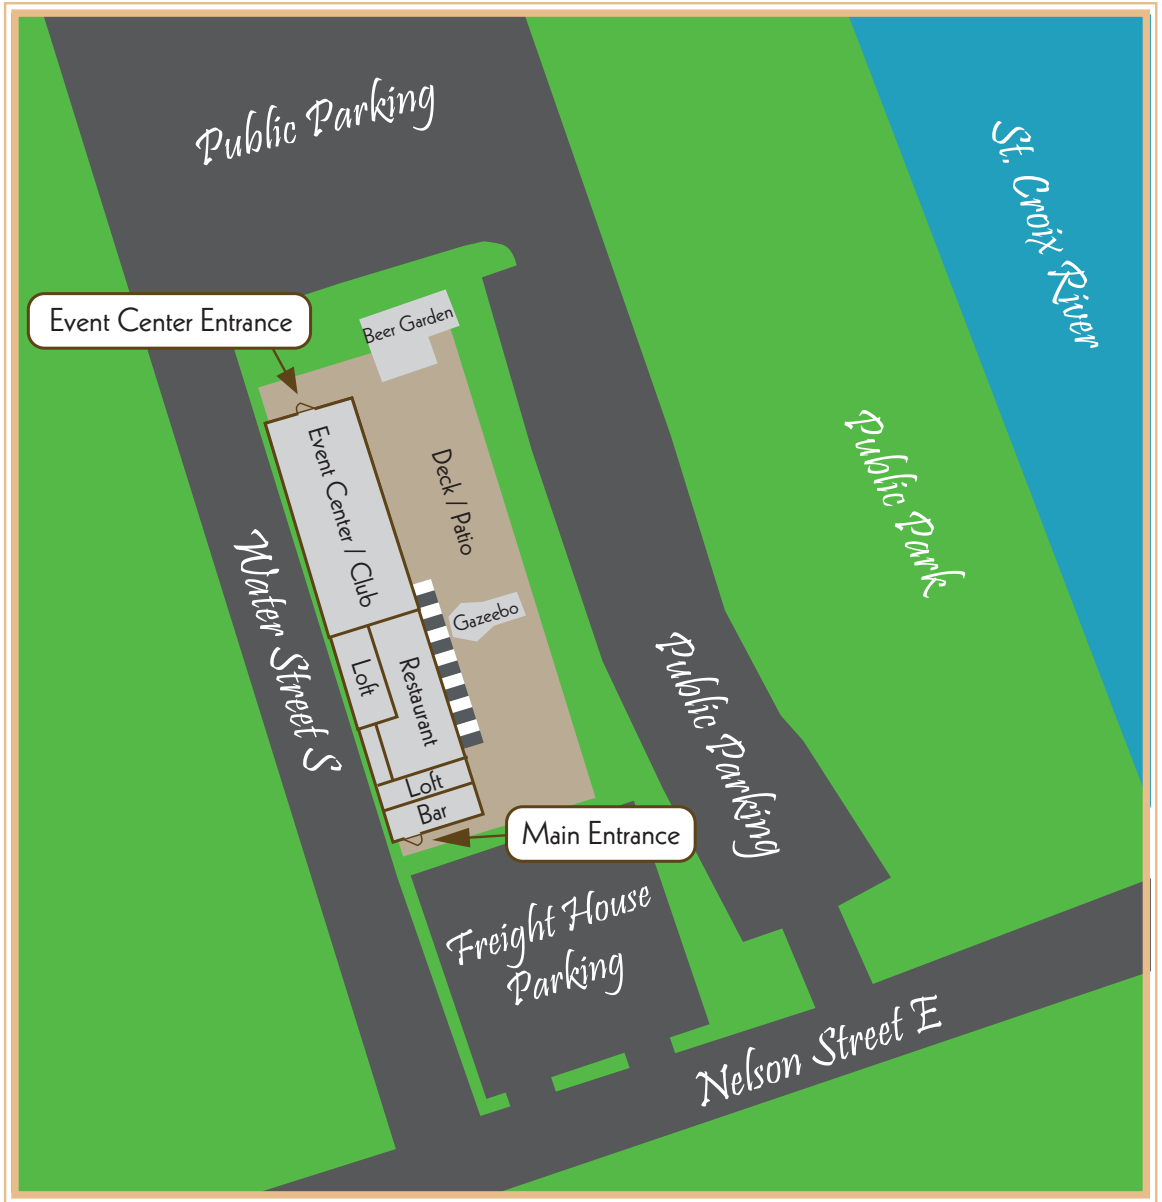 Public Parking
St. Croix River
Event Center Entrance
Beer Garden
Event Center / Club
Deck / Patio
Public Park
Water Street S
Gazeebo
Loft
Restaurant
Public Parking
Loft
Bar
Main Entrance
Freight House
Parking
Nelson Street E